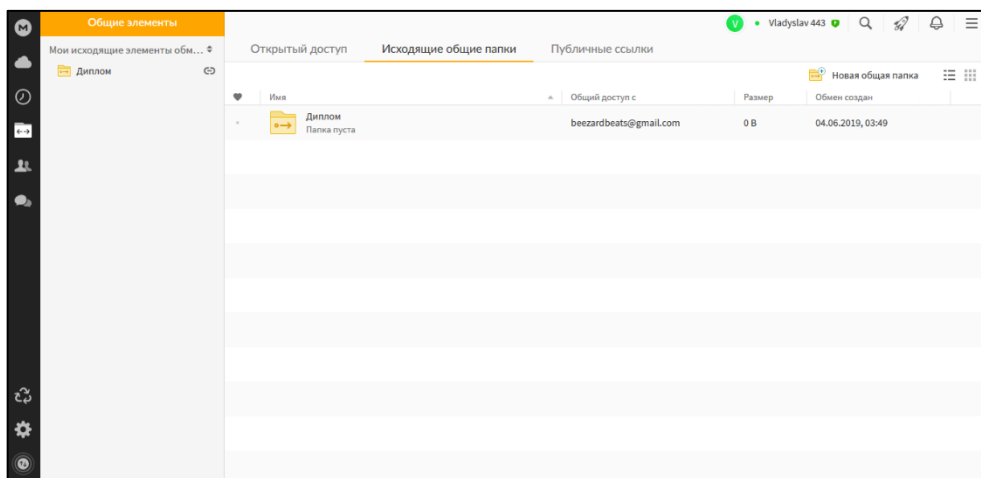 Общие элементы
V Vladyslav 443
Мои исходящие элементы обм...
Диплом
Открытый доступ Исходящие общие папки Публичные ссылки
Новая общая папка
Имя Общий доступ с Размер Обмен создан
Диплом
Папка пуста
beezardbeats@gmail.com 0 B 04.06.2019, 03:49